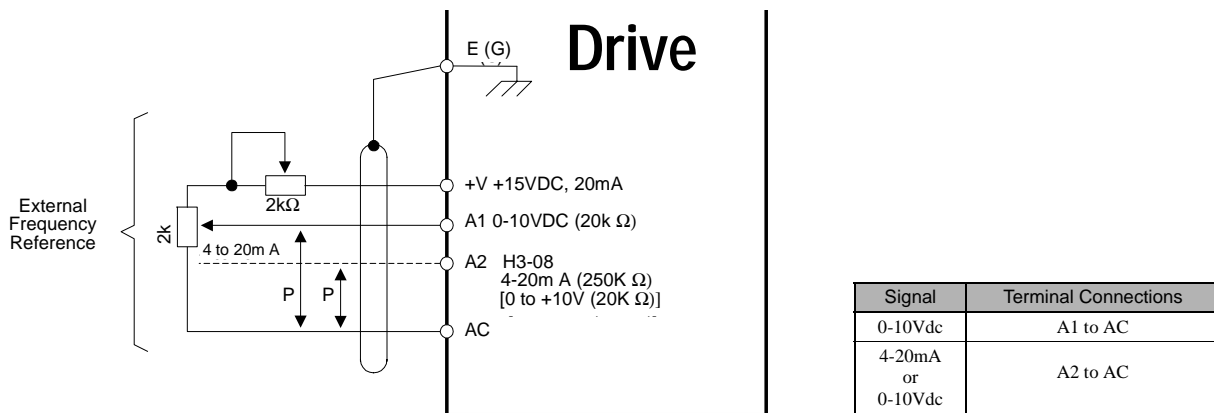 Drive
E (G)
External
Frequency
Reference
2k
2kΩ
4 to 20m A
P
P
+V +15VDC, 20mA
A1 0-10VDC (20k Ω)
A2 H3-08
4-20m A (250K Ω)
[0 to +10V (20K Ω)]
AC
Signal Terminal Connections
0-10Vdc A1 to AC
4-20mA
or
0-10Vdc
A2 to AC